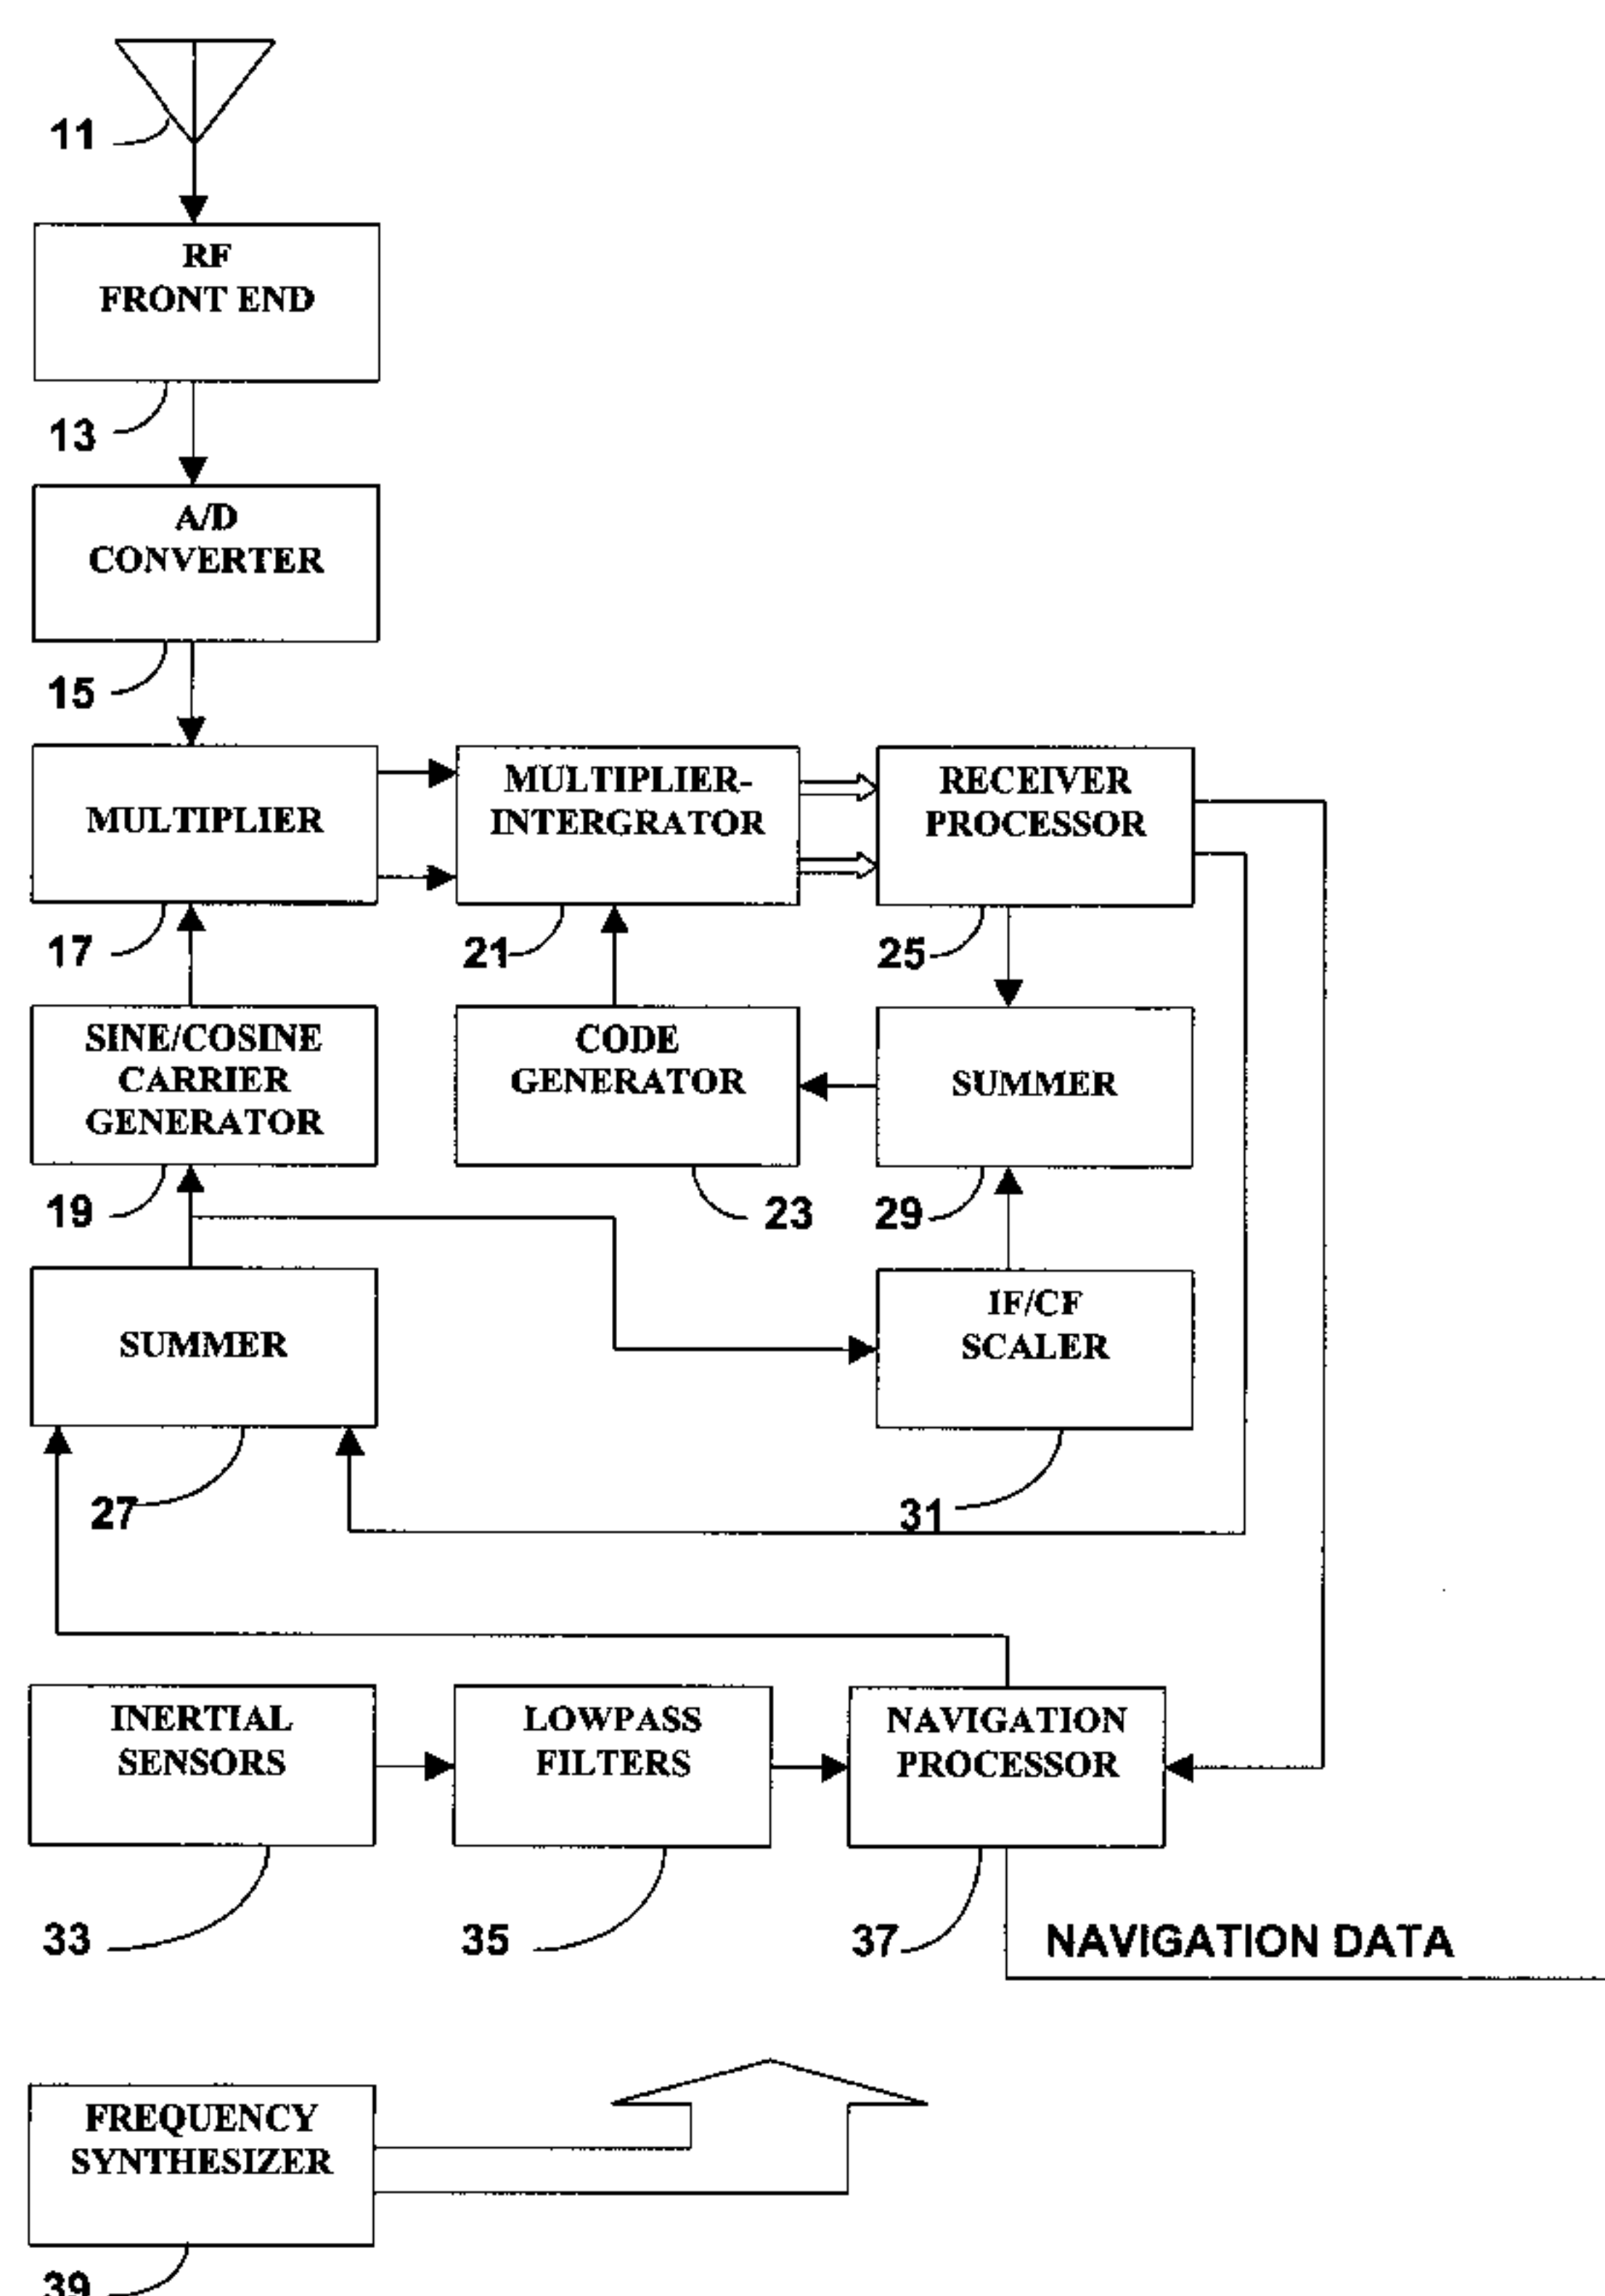 11
RF
FRONT END
13
A/D
CONVERTER
15
MULTIPLIER
MULTIPLIER-
INTERGRATOR
RECEIVER
PROCESSOR
17
21
25
SINE/COSINE
CARRIER
GENERATOR
CODE
GENERATOR
SUMMER
19
23
29
SUMMER
IF/CF
SCALER
27
31
INERTIAL
SENSORS
LOWPASS
FILTERS
NAVIGATION
PROCESSOR
33
35
37
NAVIGATION DATA
FREQUENCY
SYNTHESIZER
39